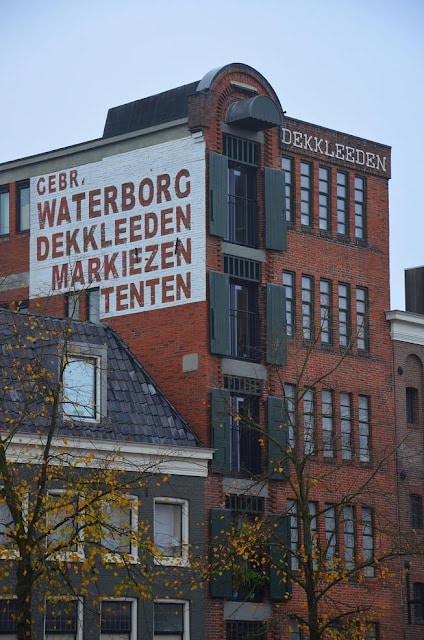 GEBR.
WATERBORG
DEKKLEEDEN
MARKIEZEN
TENTEN
DEKKLEEDEN